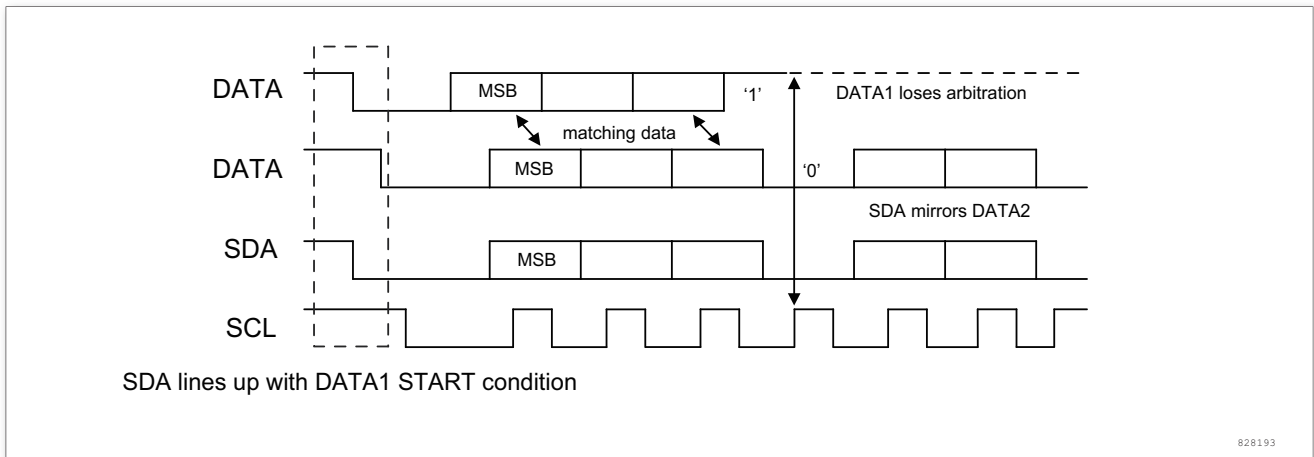 DATA
MSB
‘1’
DATA1 loses arbitration
matching data
DATA
MSB
‘0’
SDA mirrors DATA2
SDA
MSB
SCL
SDA lines up with DATA1 START condition
828193